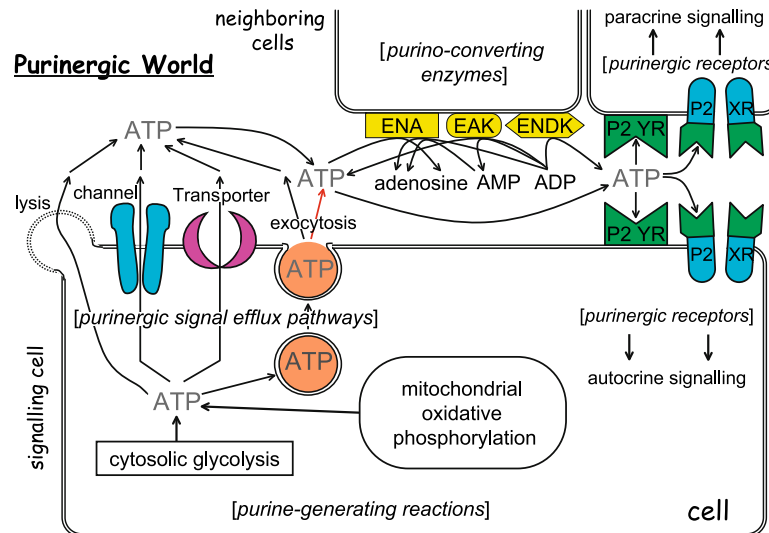 neighboring
cells
paracrine signalling
[purino-converting
enzymes]
[purinergic receptors]
Purinergic World
P2 XR
ENA EAK ENDK P2 YR
ATP
channel
Transporter
ATP
adenosine AMP ADP
ATP
lysis
exocytosis
P2 YR
P2 XR
ATP
[purinergic signal efflux pathways]
[purinergic receptors]
ATP
autocrine signalling
signalling cell
ATP
mitochondrial
oxidative
phosphorylation
cytosolic glycolysis
[purine-generating reactions]
cell